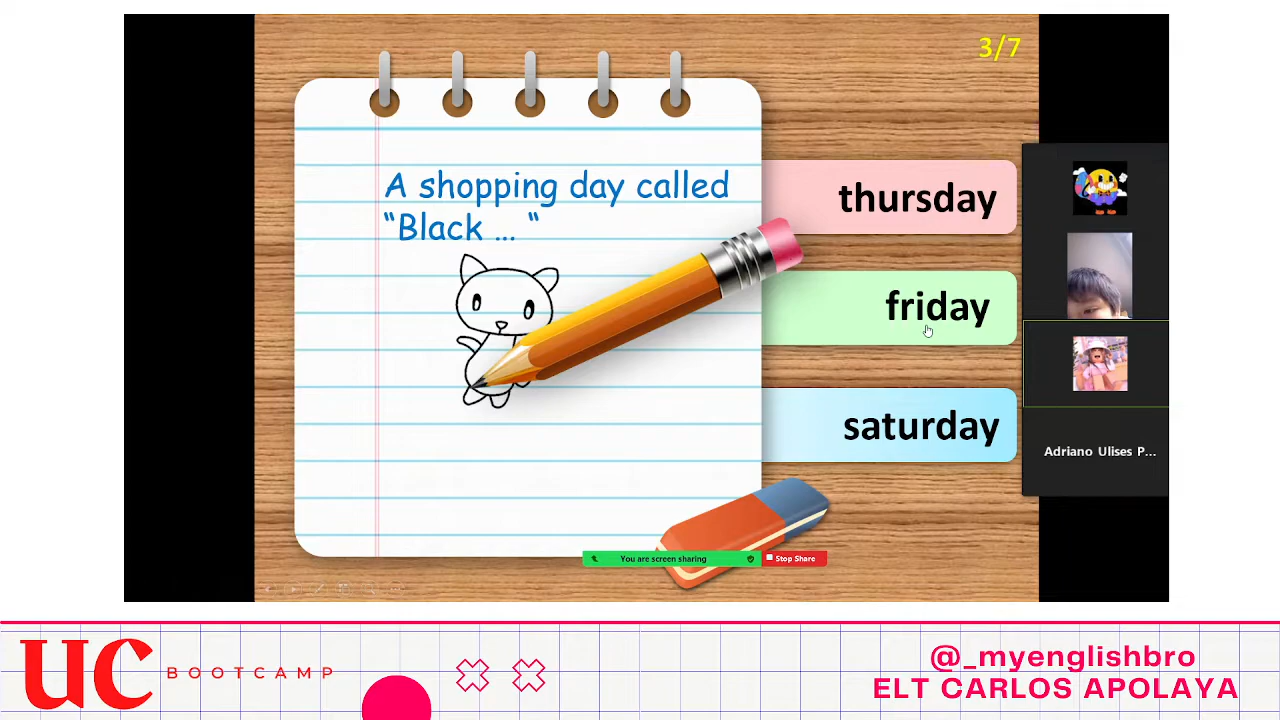 3/7
A shopping day called
“Black ... “
thursday
friday
saturday
Adriano Ulises P...
You are screen sharing
Stop Share
UC BOOTCAMP
@_myenglishbro
ELT CARLOS APOLAYA